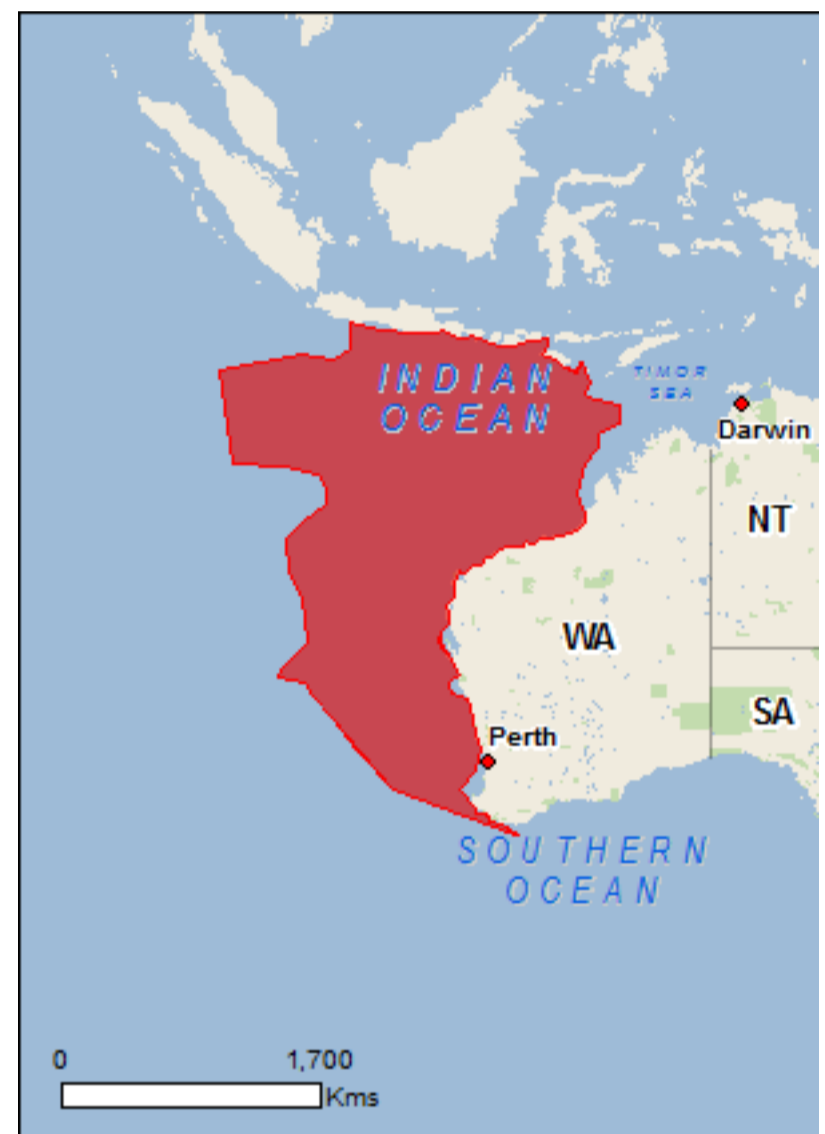 INDIAN
OCEAN
TIMOR
SEA
Darwin
NT
WA
SA
Perth
SOUTHERN
OCEAN
0 1,700
Kms